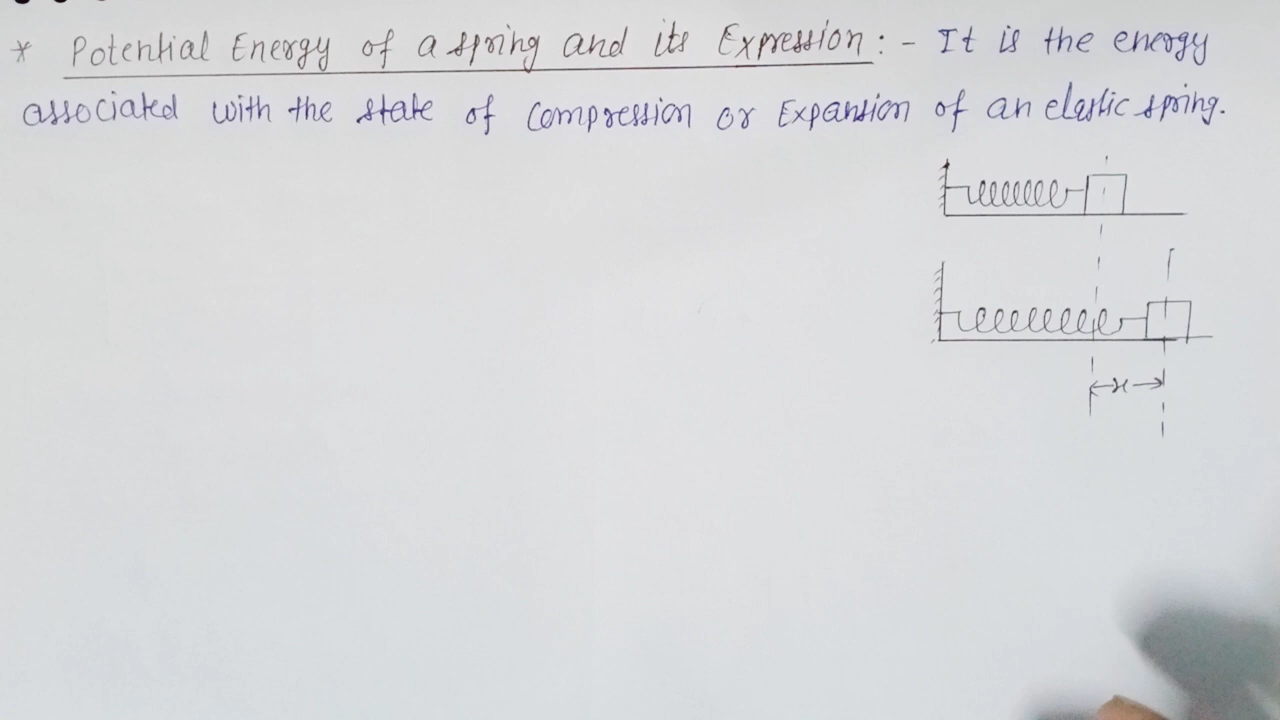 * Potential Energy of a spring and its Expression : - It is the energy
associated with the state of compression or Expansion of an elastic spring.
x